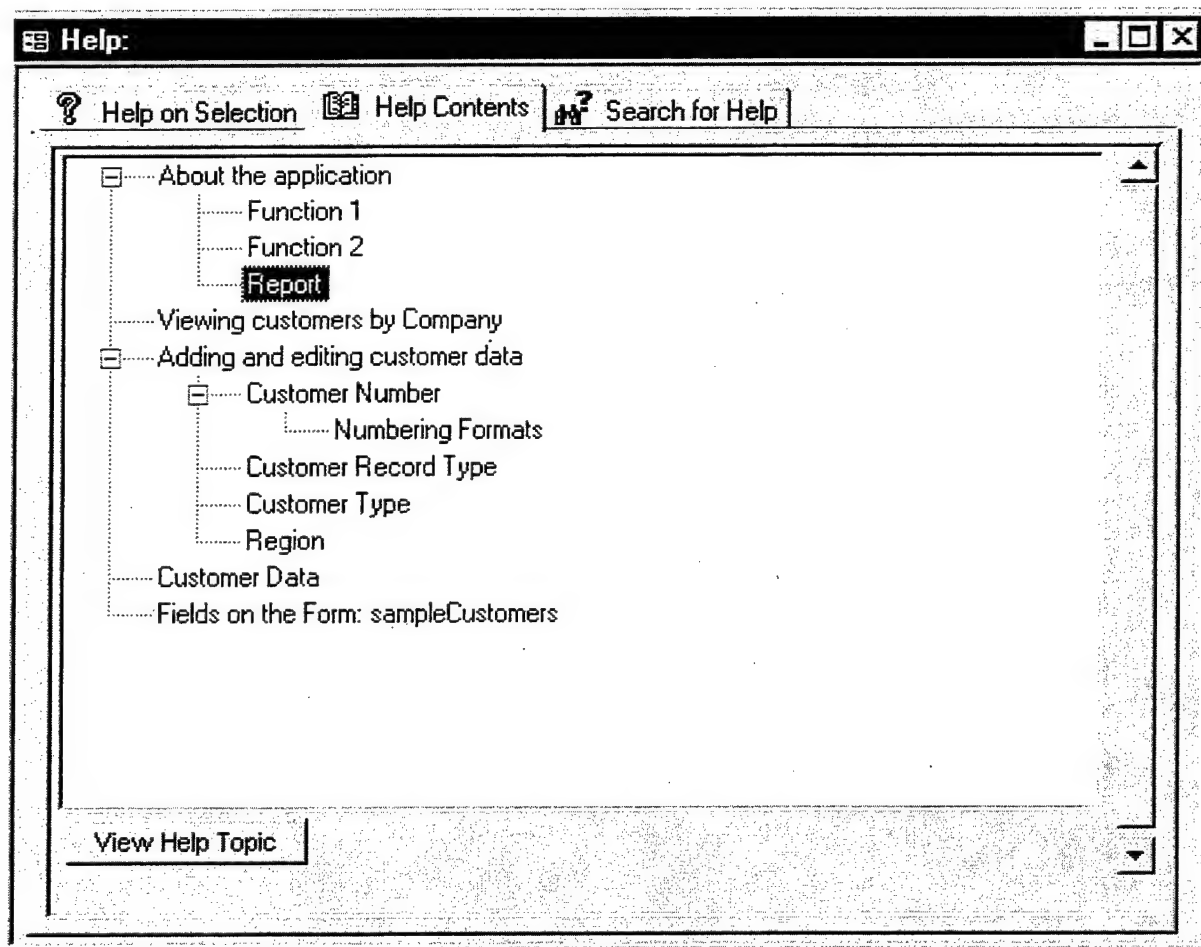 Help:
Help on Selection Help Contents Search for Help
About the application
Function 1
Function 2
Report
Viewing customers by Company
Adding and editing customer data
Customer Number
Numbering Formats
Customer Record Type
Customer Type
Region
Customer Data
Fields on the Form: sampleCustomers
View Help Topic